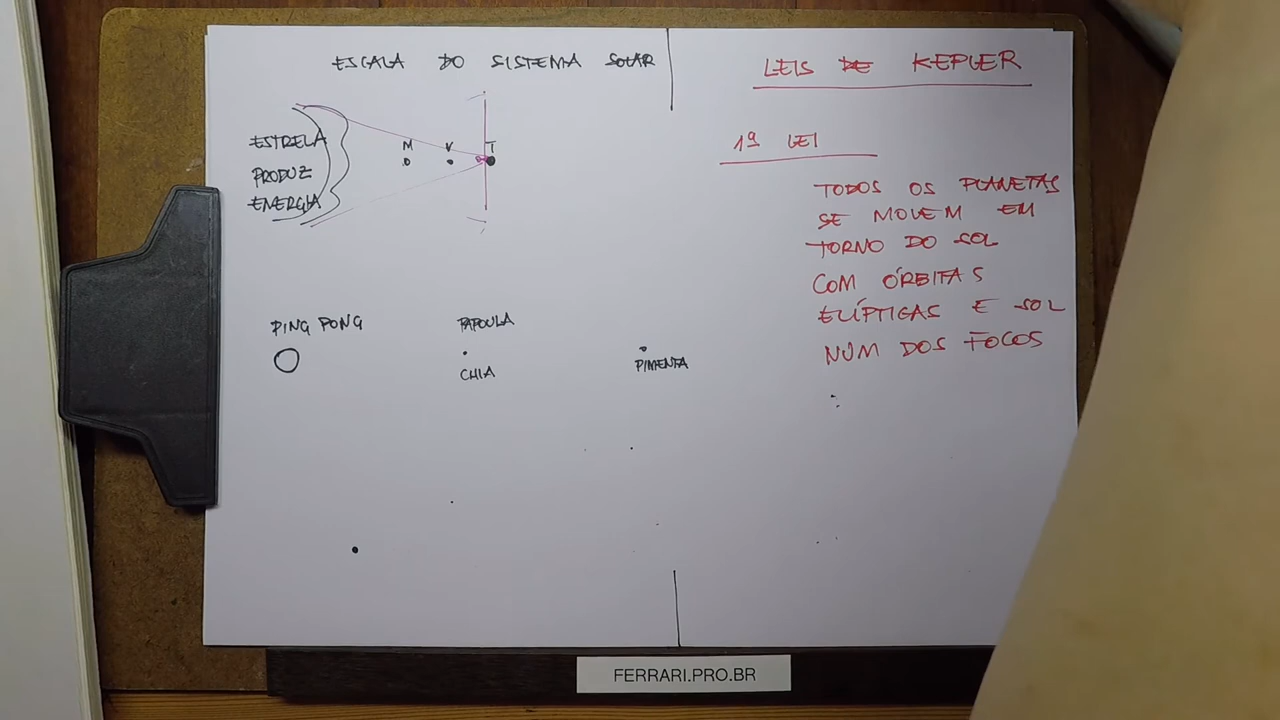 ESCALA DO SISTEMA SOLAR
ESTRELA
PRODUZ
ENERGIA
M V T
PING PONG
PAPOULA
CHIA
PIMENTA
LEIS DE KEPLER
1ª LEI
TODOS OS PLANETAS
SE MOVEM EM
TORNO DO SOL
COM ÓRBITAS
ELÍPTICAS E SOL
NUM DOS FOCOS
FERRARI.PRO.BR